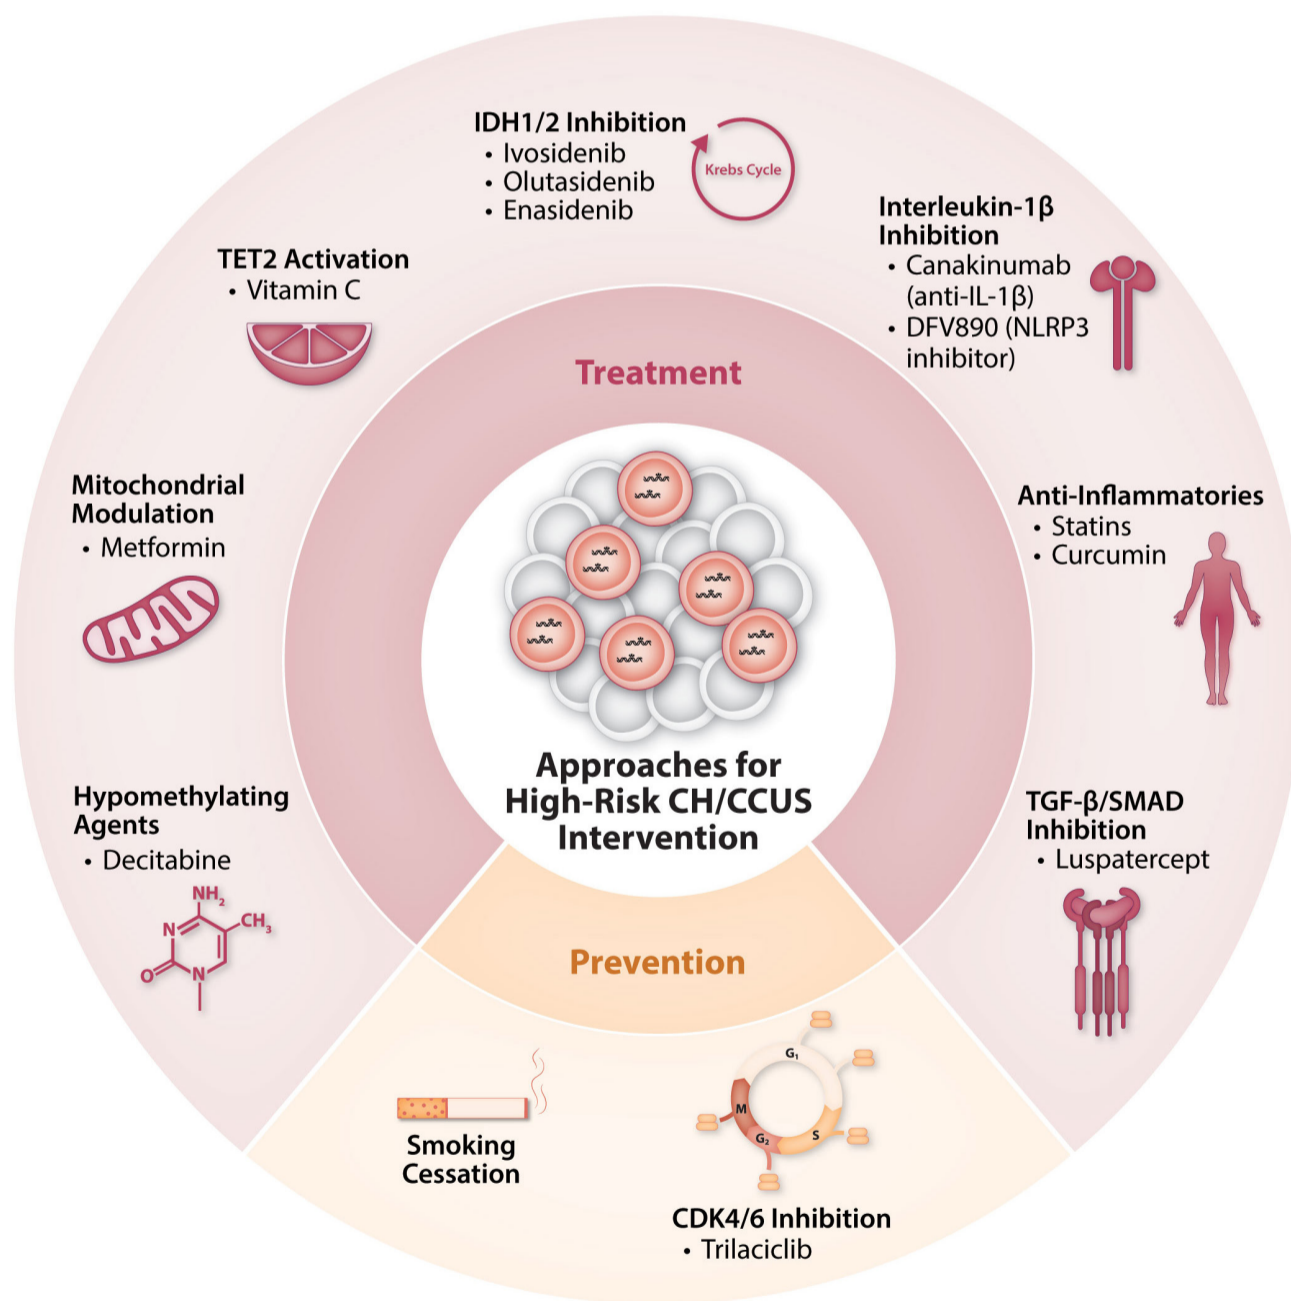 IDH1/2 Inhibition
• Ivosidenib
• Olutasidenib
• Enasidenib
Krebs Cycle
Interleukin-1β
Inhibition
• Canakinumab
(anti-IL-1β)
• DFV890 (NLRP3
inhibitor)
TET2 Activation
• Vitamin C
Treatment
Mitochondrial
Modulation
• Metformin
Anti-Inflammatories
• Statins
• Curcumin
Approaches for
High-Risk CH/CCUS
Intervention
Hypomethylating
Agents
• Decitabine
NH₂
N
CH₃
O
N
TGF-β/SMAD
Inhibition
• Luspatercept
Prevention
Smoking
Cessation
G₁
M
G₂
S
CDK4/6 Inhibition
• Trilaciclib